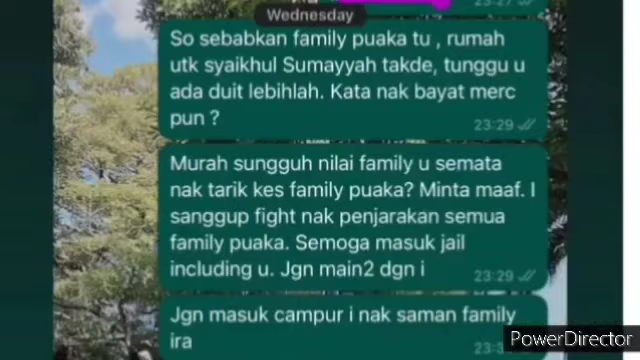 23:27
Wednesday
So sebabkan family puaka tu , rumah
utk syaikhul Sumayyah takde, tunggu u
ada duit lebihlah. Kata nak bayat merc
pun ?
23:29
Murah sungguh nilai family u semata
nak tarik kes family puaka? Minta maaf. I
sanggup fight nak penjarakan semua
family puaka. Semoga masuk jail
including u. Jgn main2 dgn i
23:29
Jgn masuk campur i nak saman family
ira
PowerDirector